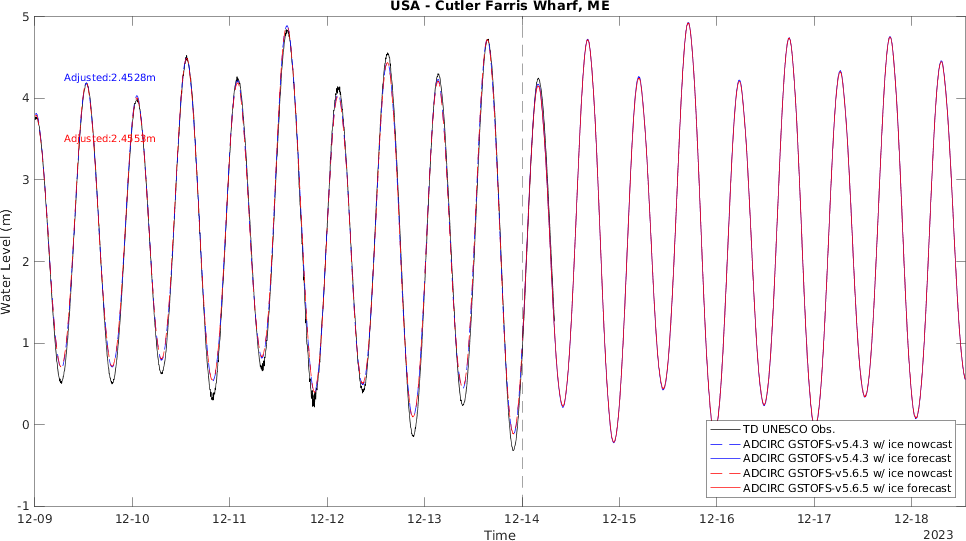 USA - Cutler Farris Wharf, ME
Adjusted:2.4528m
Adjusted:2.4553m
Water Level (m)
5
4
3
2
1
0
-1
TD UNESCO Obs.
ADCIRC GSTOFS-v5.4.3 w/ ice nowcast
ADCIRC GSTOFS-v5.4.3 w/ ice forecast
ADCIRC GSTOFS-v5.6.5 w/ ice nowcast
ADCIRC GSTOFS-v5.6.5 w/ ice forecast
12-09 12-10 12-11 12-12 12-13 12-14 12-15 12-16 12-17 12-18
Time
2023